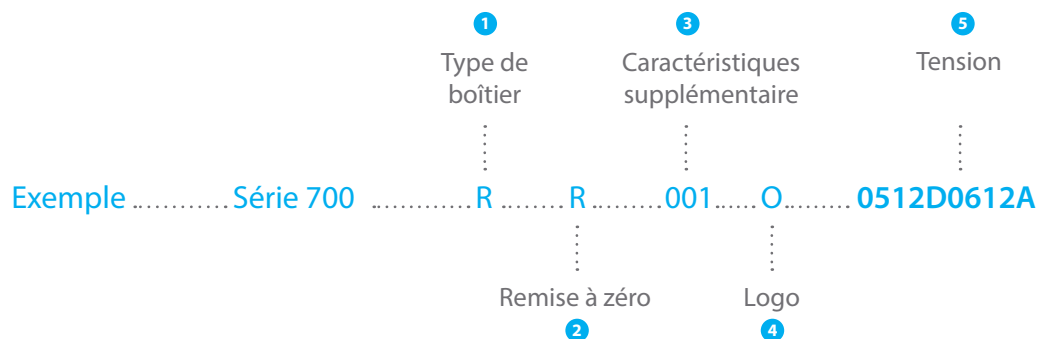 1 3 5
Type de boîtier Caractéristiques supplémentaire Tension
Exemple ........... Série 700 ............. R ........ R ......... 001 ..... O ........ 0512D0612A
Remise à zéro Logo
2 4